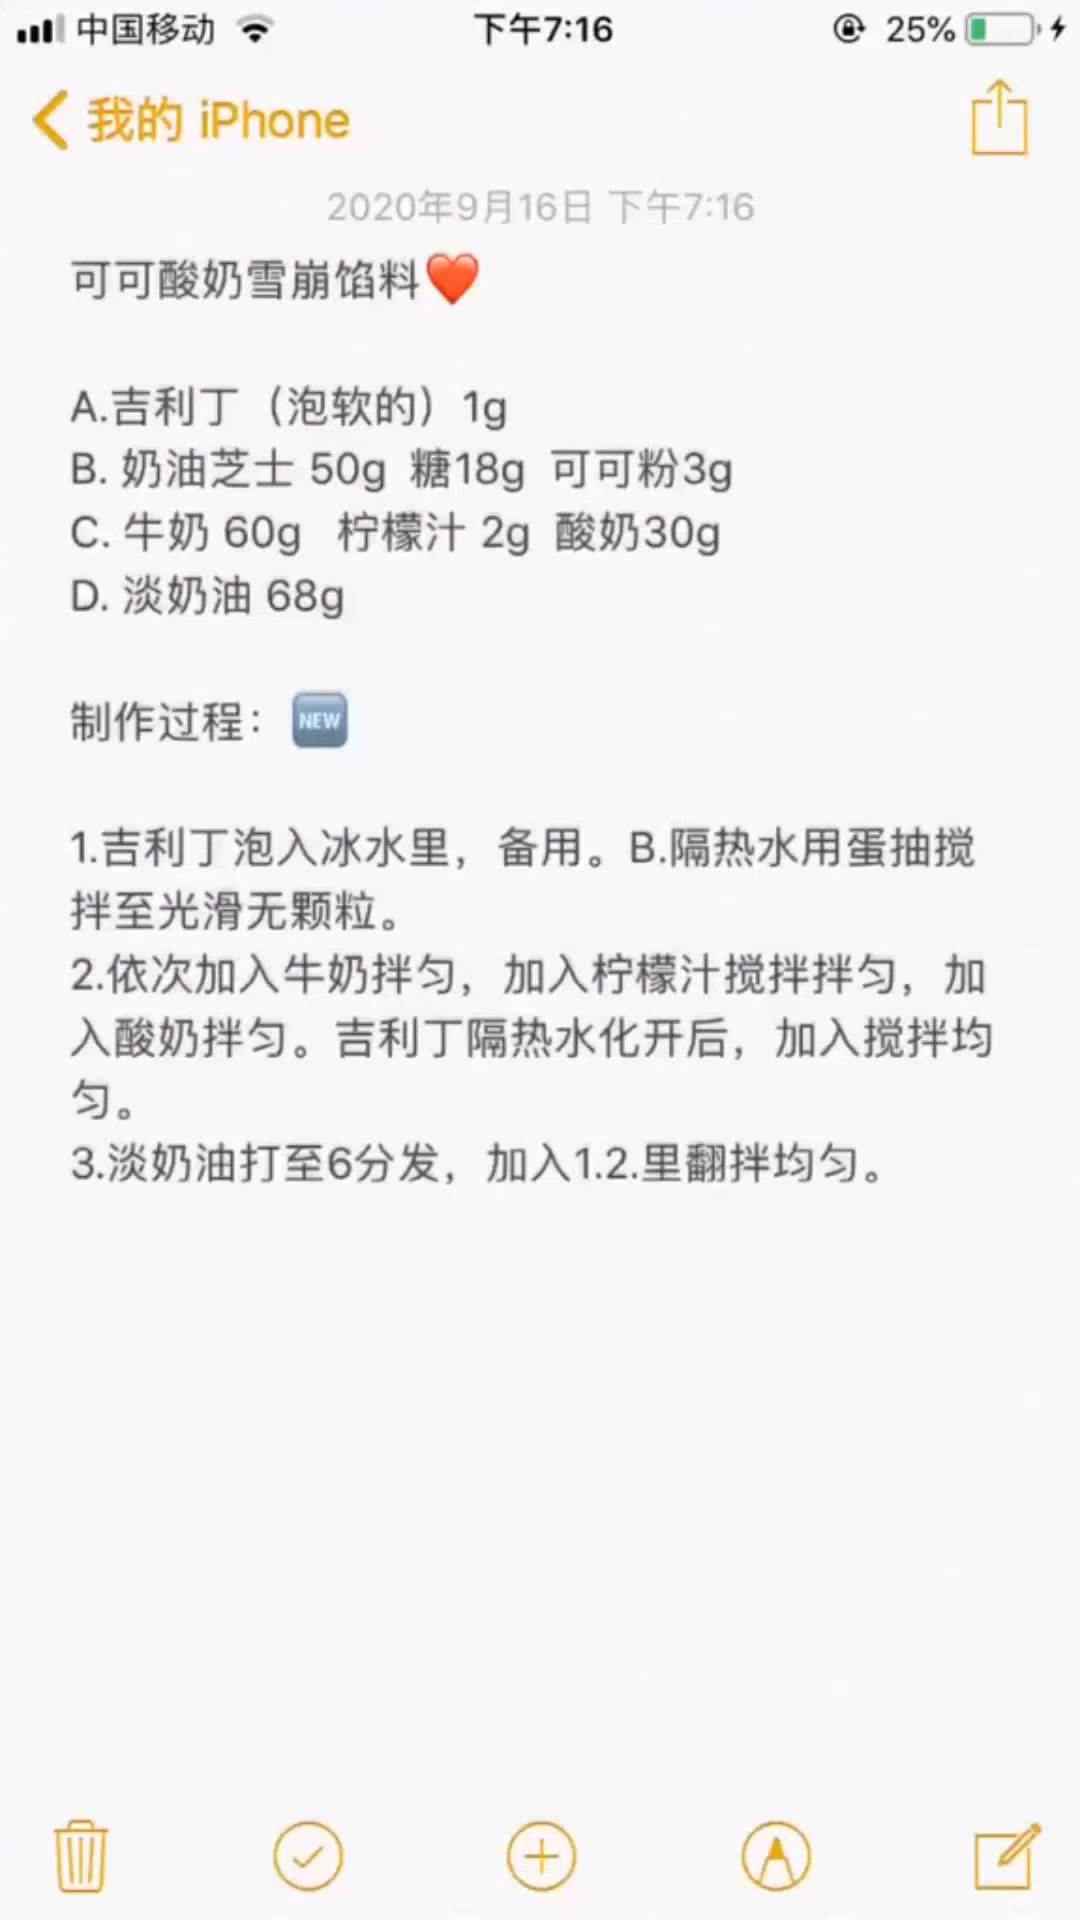 中国移动 下午7:16 25%
我的 iPhone
2020年9月16日 下午7:16
可可酸奶雪崩馅料❤️
A.吉利丁（泡软的）1g
B. 奶油芝士 50g 糖18g 可可粉3g
C. 牛奶 60g 柠檬汁 2g 酸奶30g
D. 淡奶油 68g
制作过程：🆕
1.吉利丁泡入冰水里，备用。B.隔热水用蛋抽搅
拌至光滑无颗粒。
2.依次加入牛奶拌匀，加入柠檬汁搅拌拌匀，加
入酸奶拌匀。吉利丁隔热水化开后，加入搅拌均
匀。
3.淡奶油打至6分发，加入1.2.里翻拌均匀。